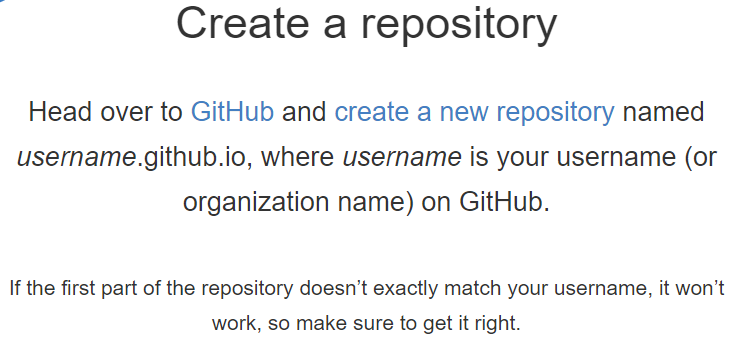 Create a repository
Head over to GitHub and create a new repository named
username.github.io, where username is your username (or
organization name) on GitHub.
If the first part of the repository doesn’t exactly match your username, it won’t
work, so make sure to get it right.